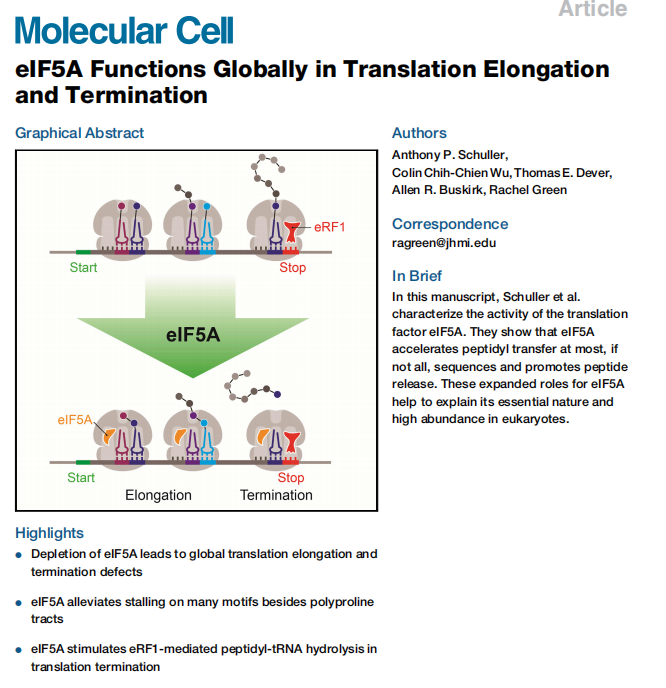 Article
Molecular Cell
eIF5A Functions Globally in Translation Elongation
and Termination
Graphical Abstract
eRF1
Start
Stop
eIF5A
eIF5A
Start
Stop
Elongation
Termination
Highlights
● Depletion of eIF5A leads to global translation elongation and
termination defects
● eIF5A alleviates stalling on many motifs besides polyproline
tracts
● eIF5A stimulates eRF1-mediated peptidyl-tRNA hydrolysis in
translation termination
Authors
Anthony P. Schuller,
Colin Chih-Chien Wu, Thomas E. Dever,
Allen R. Buskirk, Rachel Green
Correspondence
ragreen@jhmi.edu
In Brief
In this manuscript, Schuller et al.
characterize the activity of the translation
factor eIF5A. They show that eIF5A
accelerates peptidyl transfer at most, if
not all, sequences and promotes peptide
release. These expanded roles for eIF5A
help to explain its essential nature and
high abundance in eukaryotes.